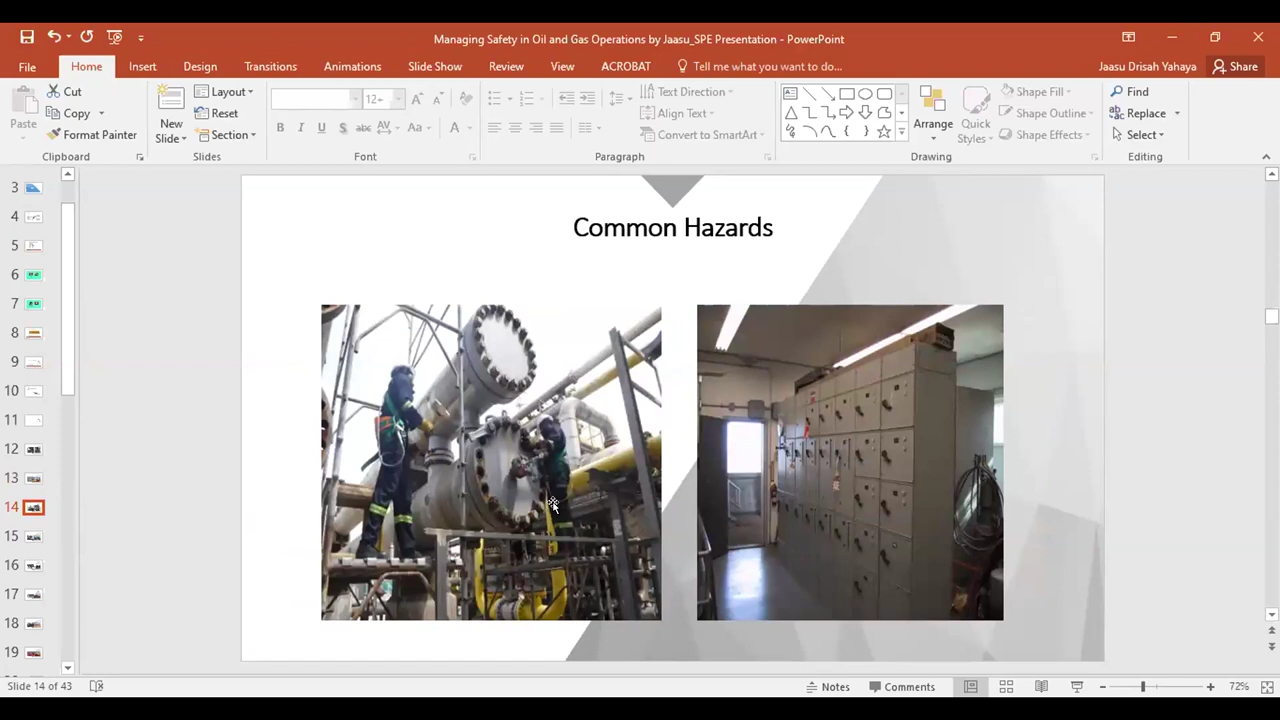 Managing Safety in Oil and Gas Operations by Jaasu_SPE Presentation - PowerPoint
File Home Insert Design Transitions Animations Slide Show Review View ACROBAT Tell me what you want to do... Jaasu Drisah Yahaya Share
Paste
Cut
Copy
Format Painter
Clipboard
New Slide
Layout
Reset
Section
Slides
12+
B I U S abc AV Aa A
Font
Text Direction
Align Text
Convert to SmartArt
Paragraph
Arrange
Quick Styles
Shape Fill
Shape Outline
Shape Effects
Drawing
Find
Replace
Select
Editing
3
4
5
6
7
8
9
10
11
12
13
14
15
16
17
18
19
Common Hazards
Slide 14 of 43 Notes Comments 72%